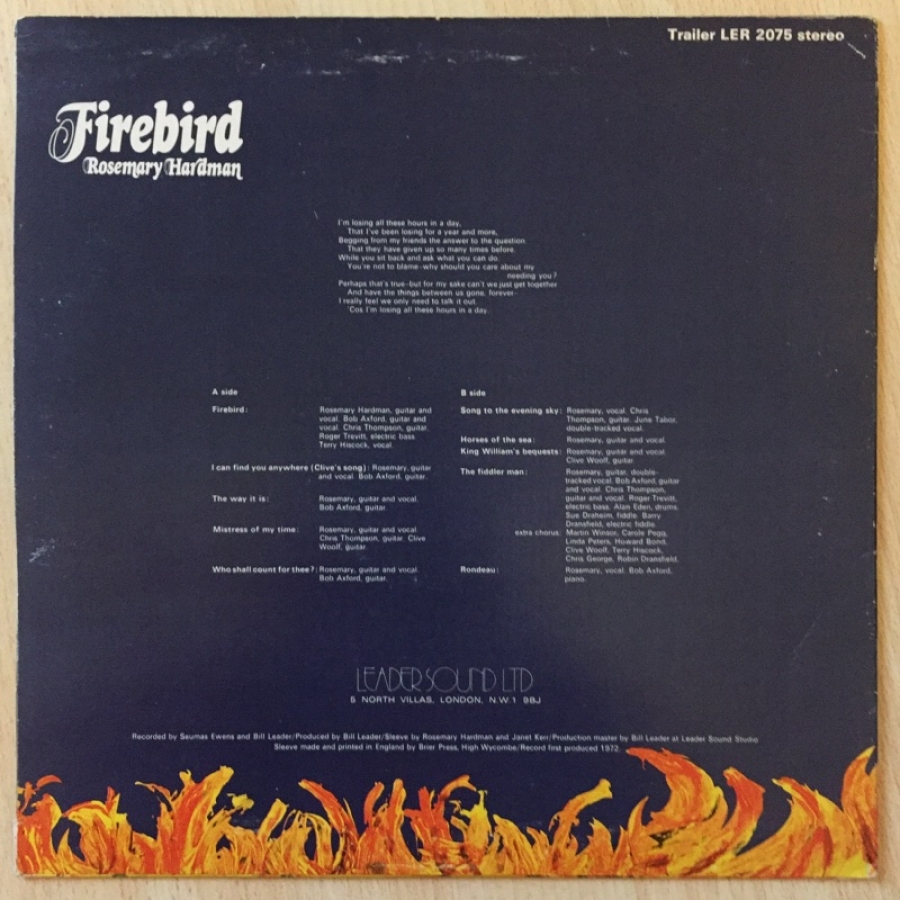 Trailer LER 2075 stereo
Firebird
Rosemary Hardman
I'm losing all these hours in a day,
That I've been losing for a year and more,
Begging from my friends the answer to the question
That they have given up so many times before.
While you sit back and ask what you can do.
You're not to blame–why should you care about my
needing you?
Perhaps that's true–but for my sake can't we just get together
And have the things between us gone, forever–
I really feel we only need to talk it out
'Cos I'm losing all these hours in a day.
A side
Firebird: Rosemary Hardman, guitar and
vocal. Bob Axford, guitar and
vocal. Chris Thompson, guitar.
Roger Trevitt, electric bass.
Terry Hiscock, vocal.
I can find you anywhere (Clive's song): Rosemary, guitar
and vocal. Bob Axford, guitar.
The way it is: Rosemary, guitar and vocal.
Bob Axford, guitar.
Mistress of my time: Rosemary, guitar and vocal.
Chris Thompson, guitar. Clive
Woolf, guitar.
Who shall count for thee?: Rosemary, guitar and vocal.
Bob Axford, guitar.
B side
Song to the evening sky: Rosemary, vocal. Chris
Thompson, guitar. June Tabor,
double-tracked vocal.
Horses of the sea: Rosemary, guitar and vocal.
King William's bequests: Rosemary, guitar and vocal.
Clive Woolf, guitar.
The fiddler man: Rosemary, guitar, double-
tracked vocal. Bob Axford, guitar
and vocal. Chris Thompson,
guitar and vocal. Roger Trevitt,
electric bass. Alan Eden, drums.
Sue Draheim, fiddle. Barry
Dransfield, electric fiddle.
extra chorus: Martin Winsor, Carole Pegg,
Linda Peters, Howard Bond,
Clive Woolf, Terry Hiscock,
Chris George, Robin Dransfield.
Rondeau: Rosemary, vocal. Bob Axford,
piano.
LEADER SOUND LTD
5 NORTH VILLAS, LONDON, N.W.1 9BJ
Recorded by Seumas Ewens and Bill Leader/Produced by Bill Leader/Sleeve by Rosemary Hardman and Janet Kerr/Production master by Bill Leader at Leader Sound Studio
Sleeve made and printed in England by Brier Press, High Wycombe/Record first produced 1972.